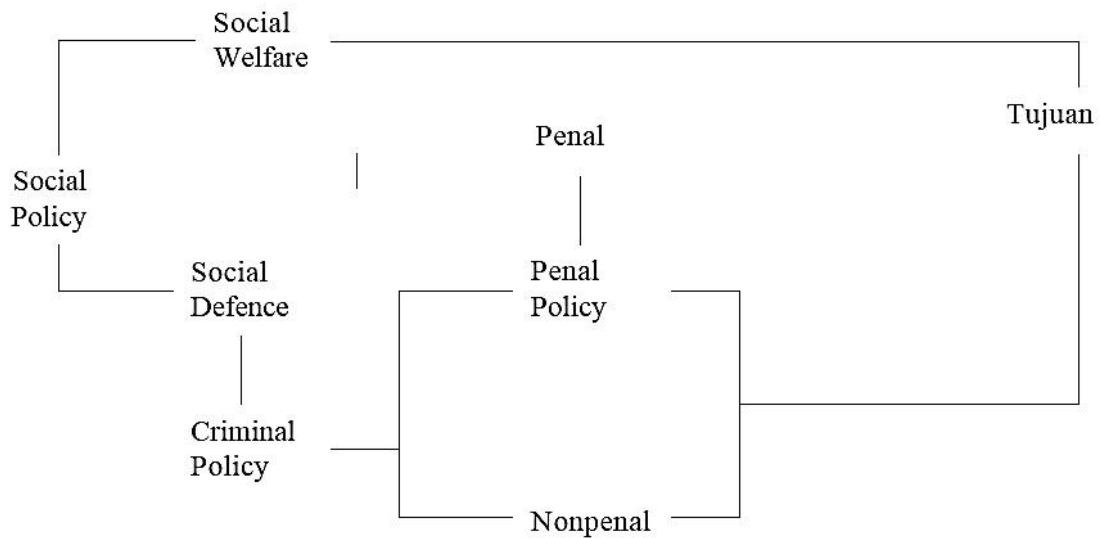 Social
Welfare
Tujuan
Penal
Social
Policy
Social
Defence
Penal
Policy
Criminal
Policy
Nonpenal